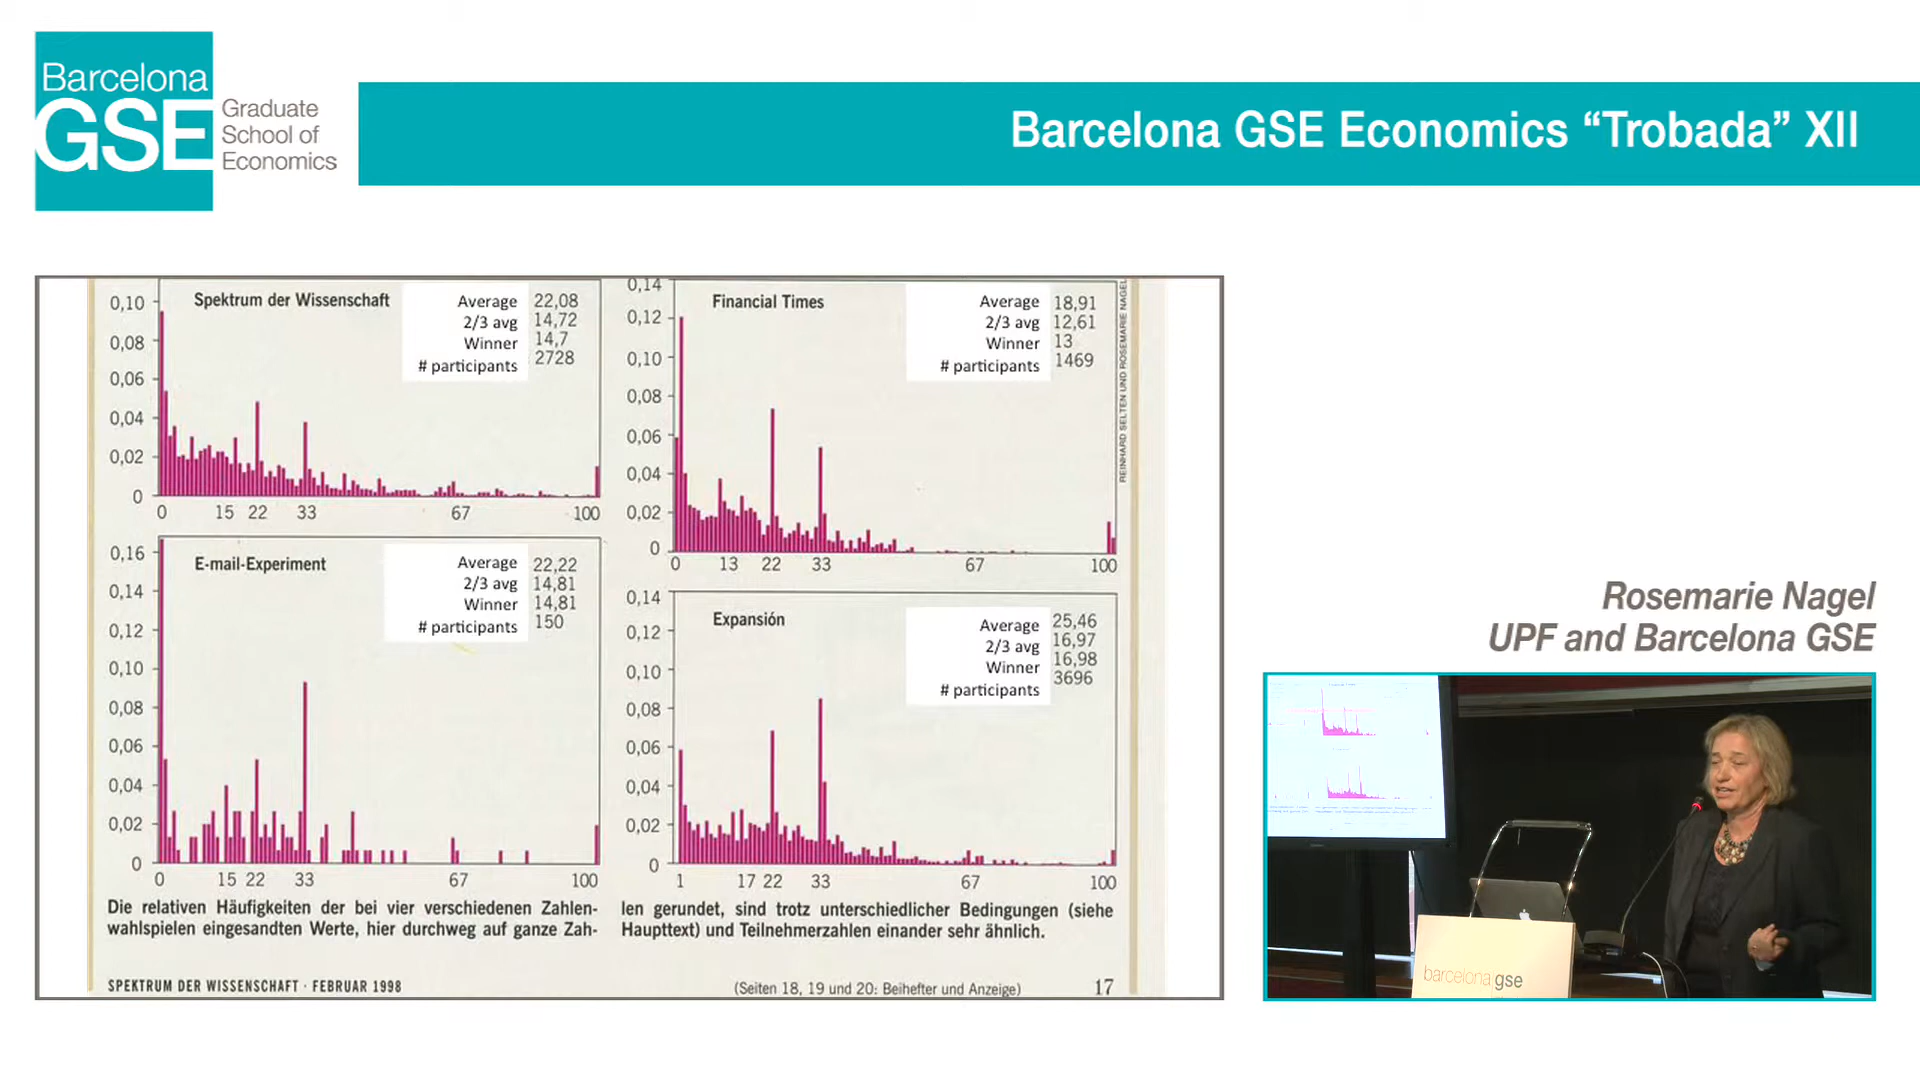 Barcelona
GSE
Graduate
School of
Economics
Barcelona GSE Economics “Trobada” XII
Spektrum der Wissenschaft
Average 22,08
2/3 avg 14,72
Winner 14,7
# participants 2728
0,10
0,08
0,06
0,04
0,02
0
0 15 22 33 67 100
Financial Times
Average 18,91
2/3 avg 12,61
Winner 13
# participants 1469
0,14
0,12
0,10
0,08
0,06
0,04
0,02
0
0 13 22 33 67 100
REINHARD SELTEN UND ROSEMARIE NAGEL
E-mail-Experiment
Average 22,22
2/3 avg 14,81
Winner 14,81
# participants 150
0,16
0,14
0,12
0,10
0,08
0,06
0,04
0,02
0
0 15 22 33 67 100
Expansión
Average 25,46
2/3 avg 16,97
Winner 16,98
# participants 3696
0,14
0,12
0,10
0,08
0,06
0,04
0,02
0
1 17 22 33 67 100
Die relativen Häufigkeiten der bei vier verschiedenen Zahlen-
wahlspielen eingesandten Werte, hier durchweg auf ganze Zah-
len gerundet, sind trotz unterschiedlicher Bedingungen (siehe
Haupttext) und Teilnehmerzahlen einander sehr ähnlich.
SPEKTRUM DER WISSENSCHAFT · FEBRUAR 1998
(Seiten 18, 19 und 20: Beihefter und Anzeige)
17
Rosemarie Nagel
UPF and Barcelona GSE
barcelona gse